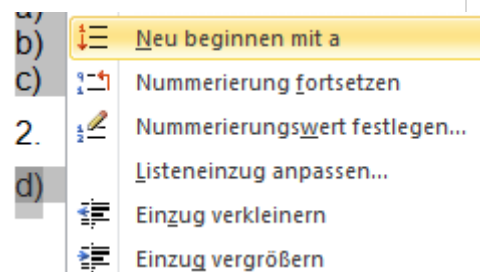 a)
b) Neu beginnen mit a
c) Nummerierung fortsetzen
2. Nummerierungswert festlegen...
Listeneinzug anpassen...
d)
Einzug verkleinern
Einzug vergrößern